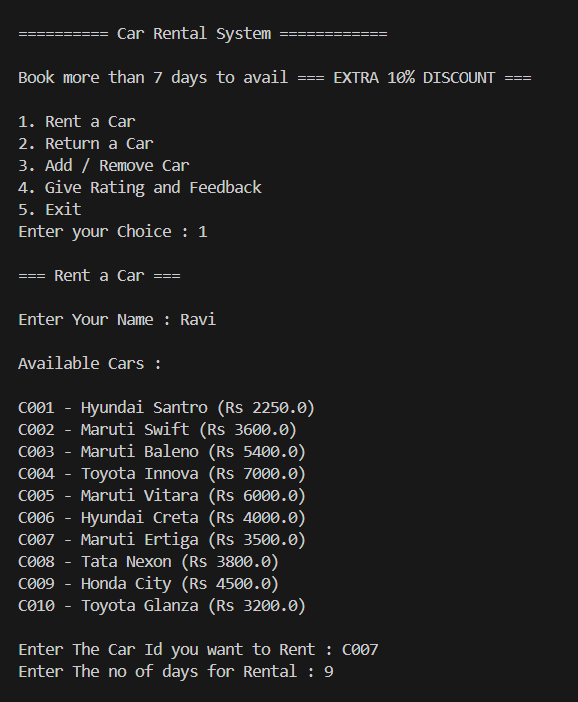 ========== Car Rental System ============
Book more than 7 days to avail === EXTRA 10% DISCOUNT ===
1. Rent a Car
2. Return a Car
3. Add / Remove Car
4. Give Rating and Feedback
5. Exit
Enter your Choice : 1
=== Rent a Car ===
Enter Your Name : Ravi
Available Cars :
C001 - Hyundai Santro (Rs 2250.0)
C002 - Maruti Swift (Rs 3600.0)
C003 - Maruti Baleno (Rs 5400.0)
C004 - Toyota Innova (Rs 7000.0)
C005 - Maruti Vitara (Rs 6000.0)
C006 - Hyundai Creta (Rs 4000.0)
C007 - Maruti Ertiga (Rs 3500.0)
C008 - Tata Nexon (Rs 3800.0)
C009 - Honda City (Rs 4500.0)
C010 - Toyota Glanza (Rs 3200.0)
Enter The Car Id you want to Rent : C007
Enter The no of days for Rental : 9